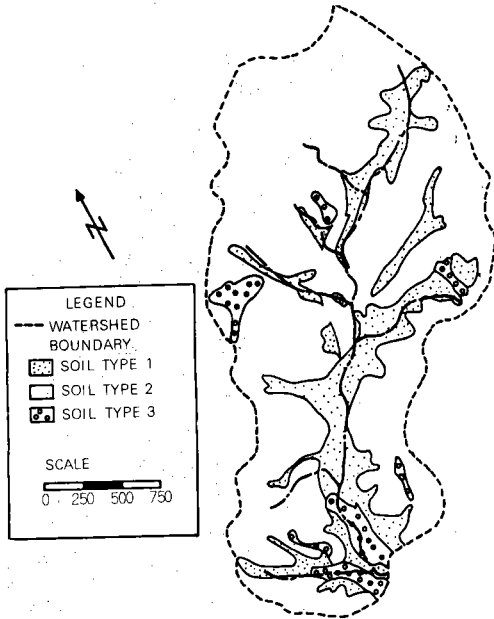 LEGEND
WATERSHED
BOUNDARY
SOIL TYPE 1
SOIL TYPE 2
SOIL TYPE 3
SCALE
0 250 500 750